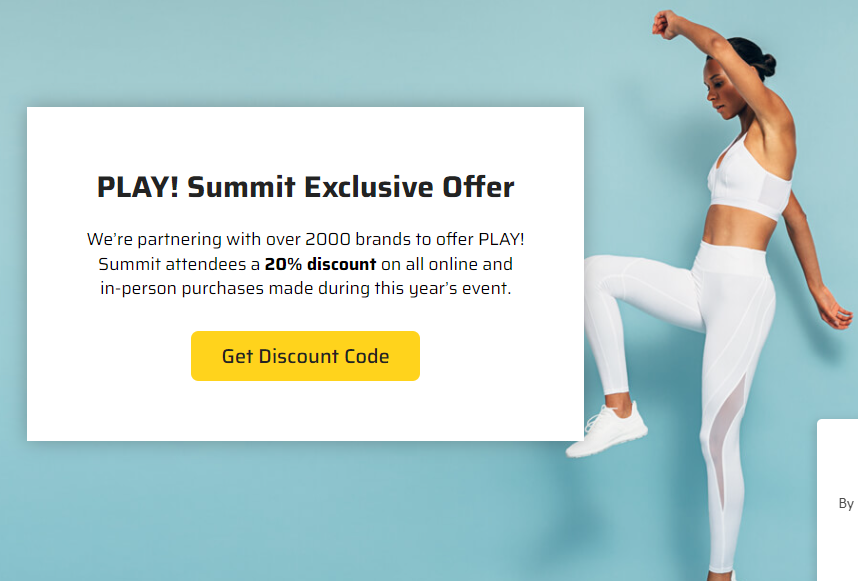 PLAY! Summit Exclusive Offer
We're partnering with over 2000 brands to offer PLAY!
Summit attendees a 20% discount on all online and
in-person purchases made during this year's event.
Get Discount Code
By